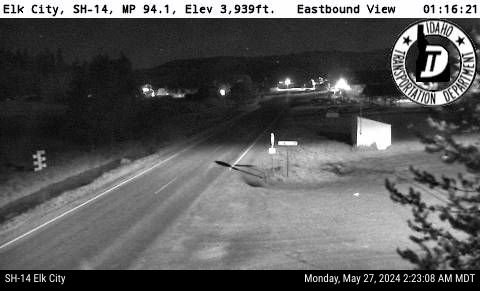 Elk City, SH-14, MP 94.1, Elev 3,939ft. Eastbound View 01:16:21
IDAHO
TRANSPORTATION DEPARTMENT
SH-14 Elk City Monday, May 27, 2024 2:23:08 AM MDT